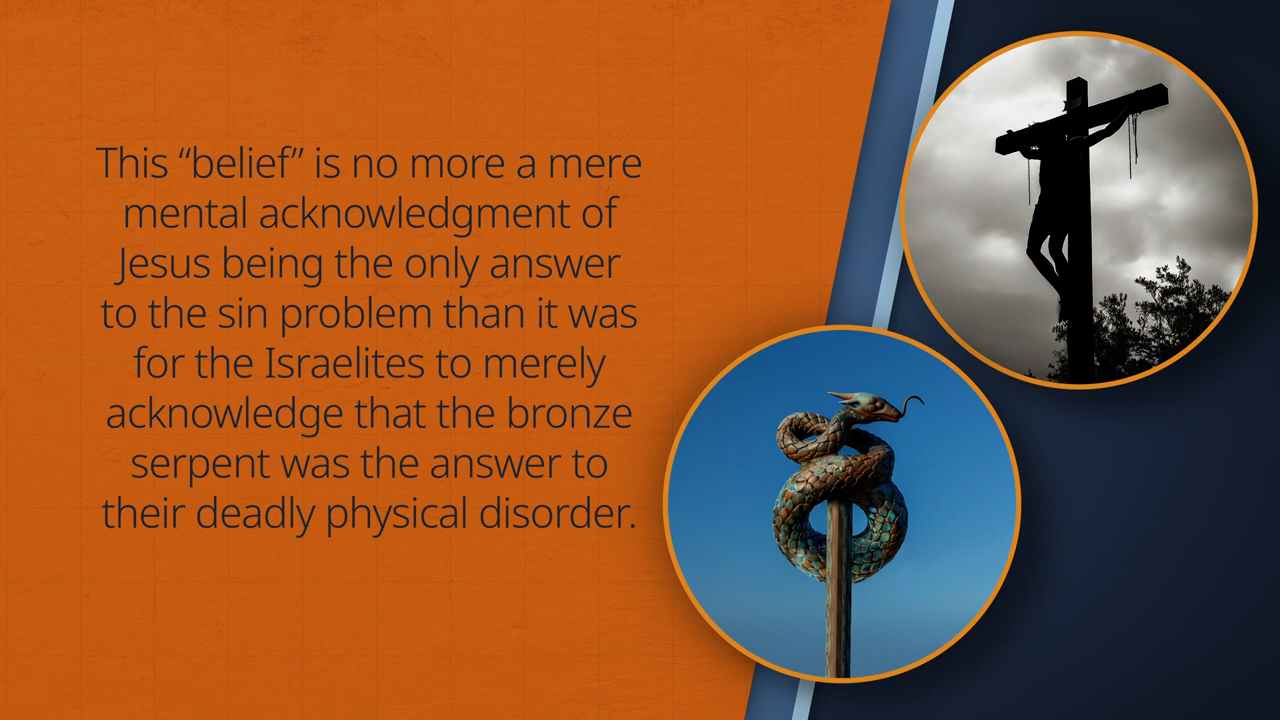 This “belief” is no more a mere
mental acknowledgment of
Jesus being the only answer
to the sin problem than it was
for the Israelites to merely
acknowledge that the bronze
serpent was the answer to
their deadly physical disorder.